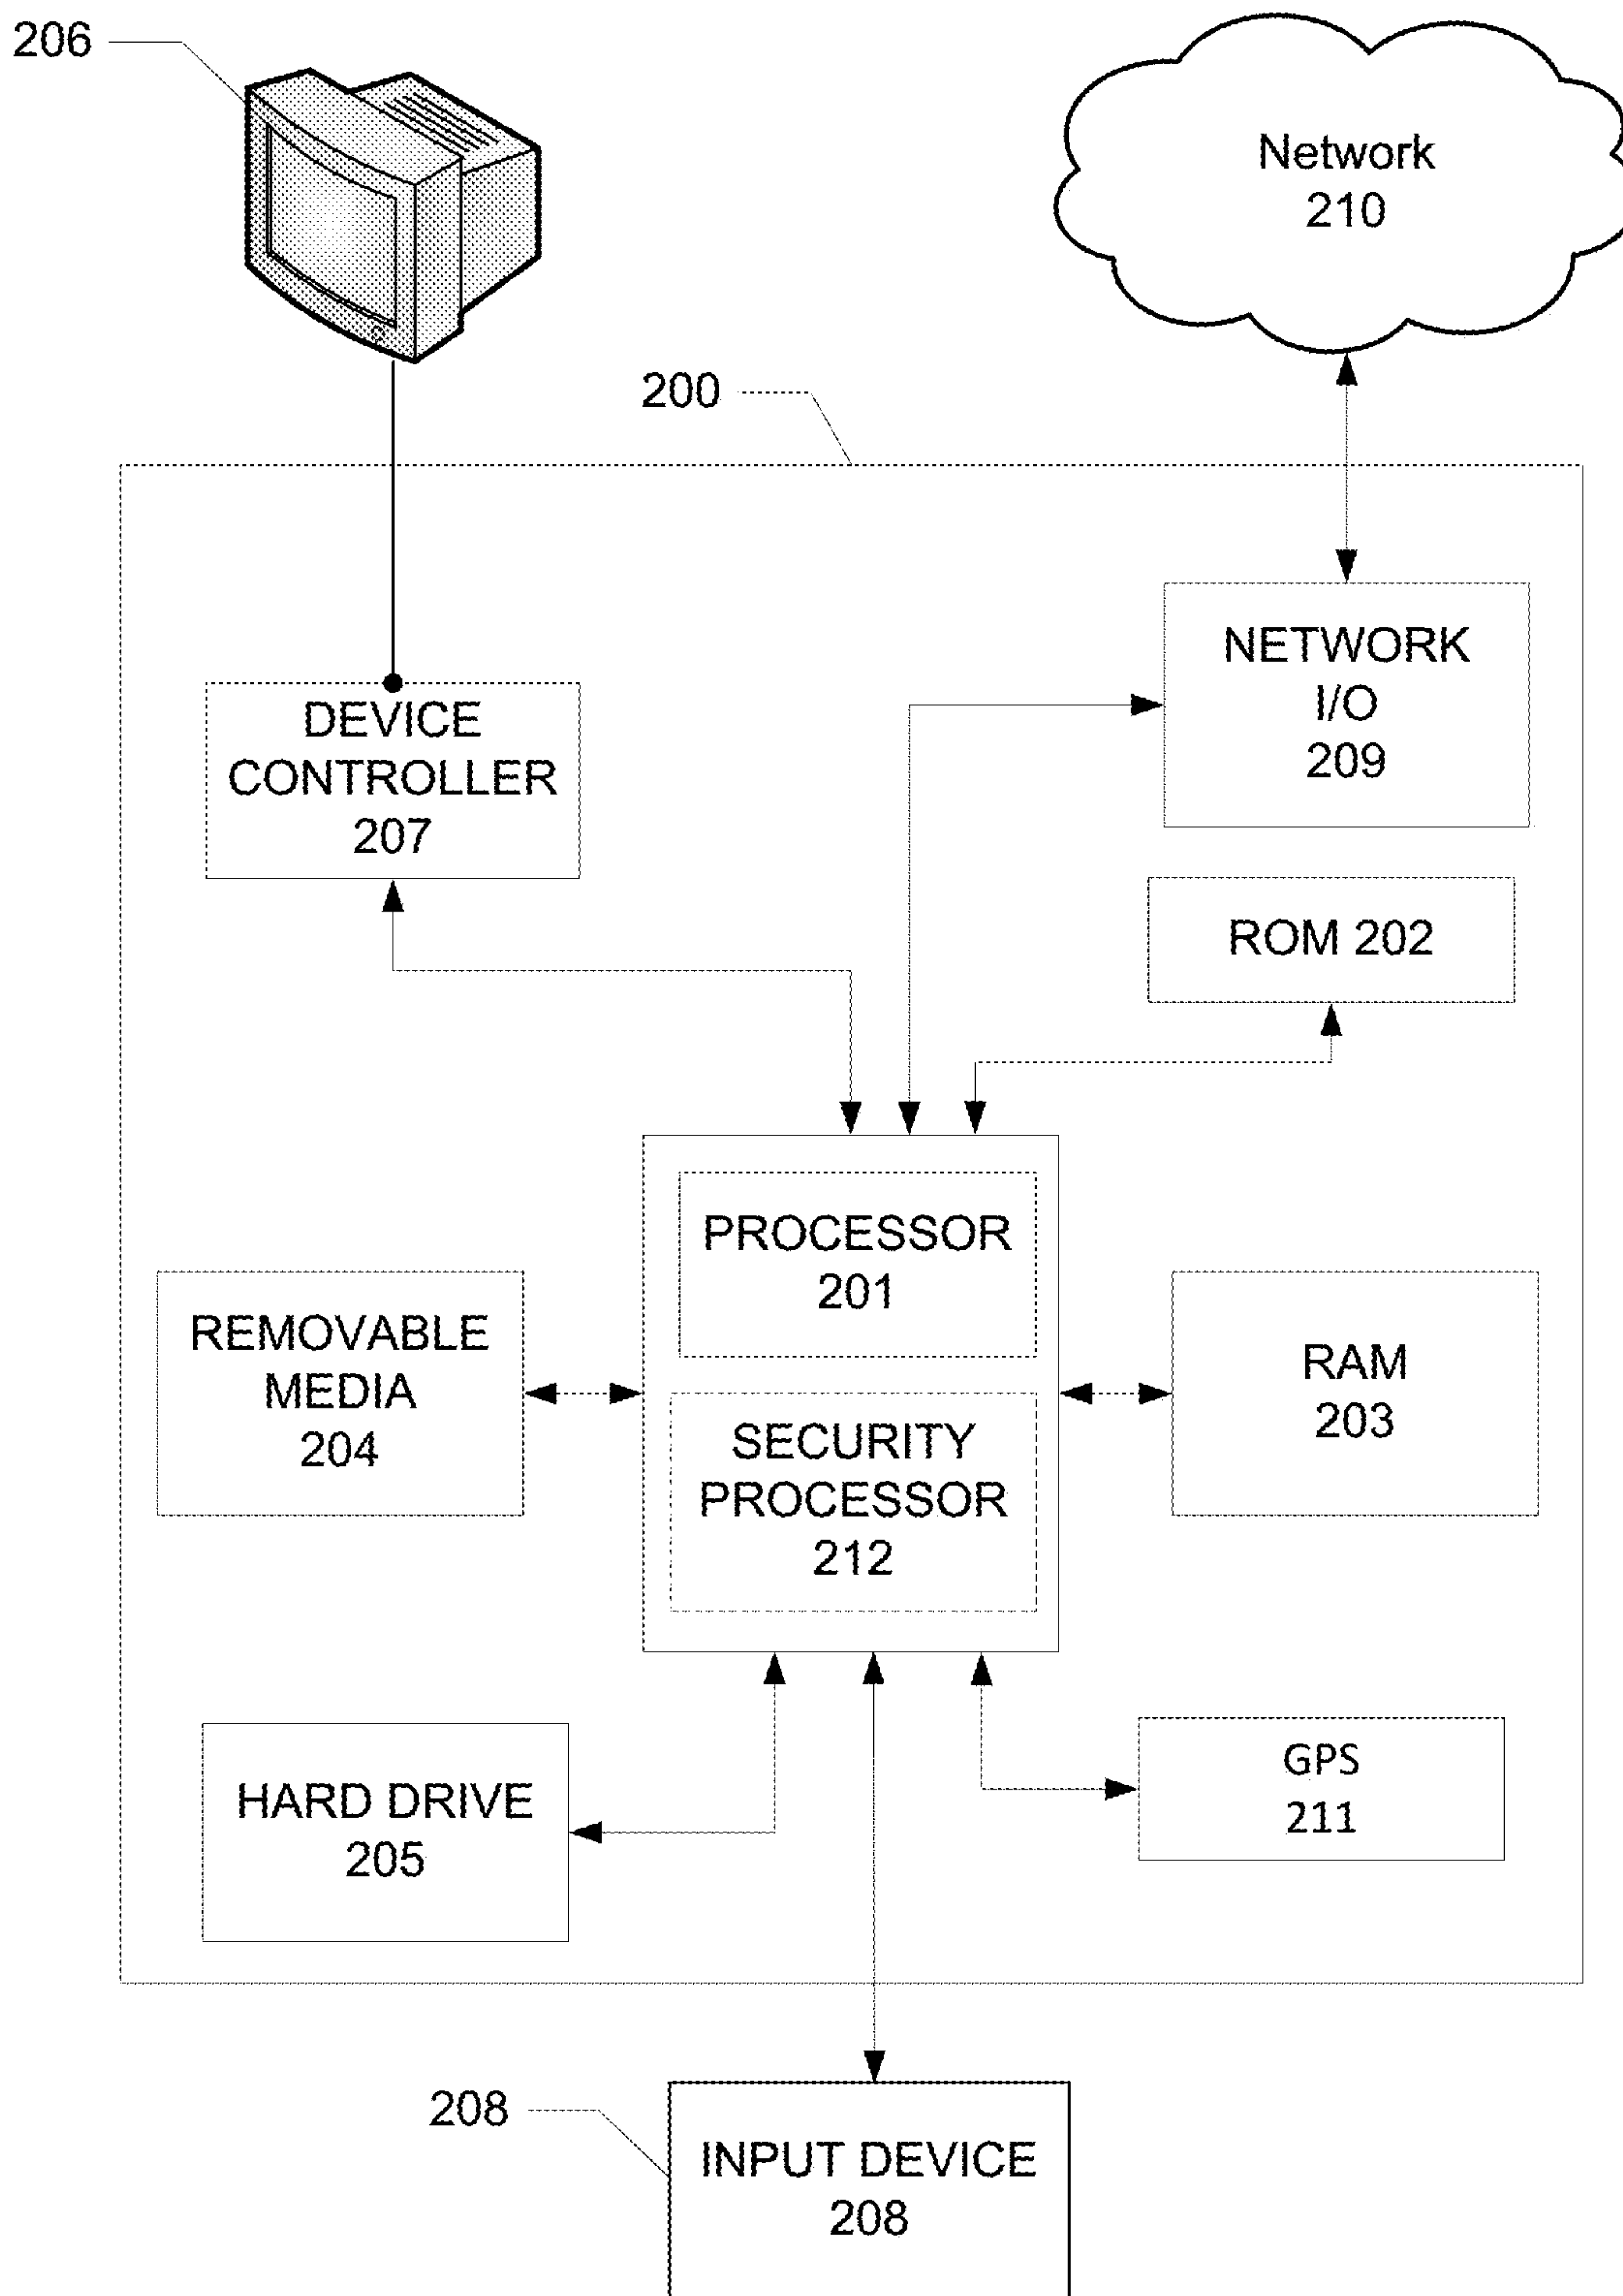 206
Network
210
200
NETWORK
I/O
209
DEVICE
CONTROLLER
207
ROM 202
PROCESSOR
201
REMOVABLE
MEDIA
204
RAM
203
SECURITY
PROCESSOR
212
HARD DRIVE
205
GPS
211
208
INPUT DEVICE
208